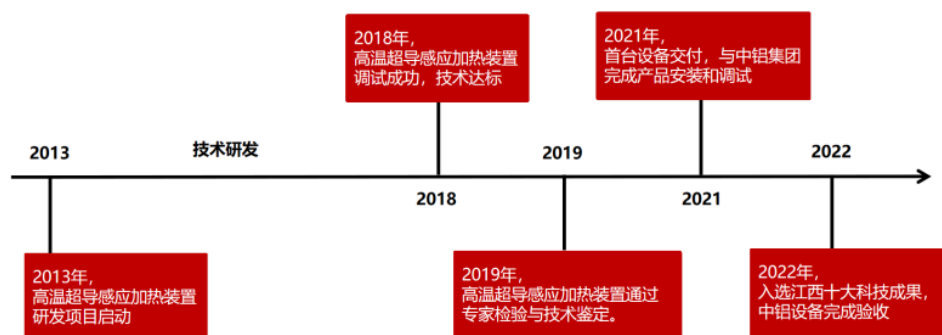 2018年，
高温超导感应加热装置
调试成功，技术达标
2021年，
首台设备交付，与中铝集团
完成产品安装和调试
2013
技术研发
2019
2022
2018
2021
2013年，
高温超导感应加热装置
研发项目启动
2019年，
高温超导感应加热装置通过
专家检验与技术鉴定。
2022年，
入选江西十大科技成果，
中铝设备完成验收